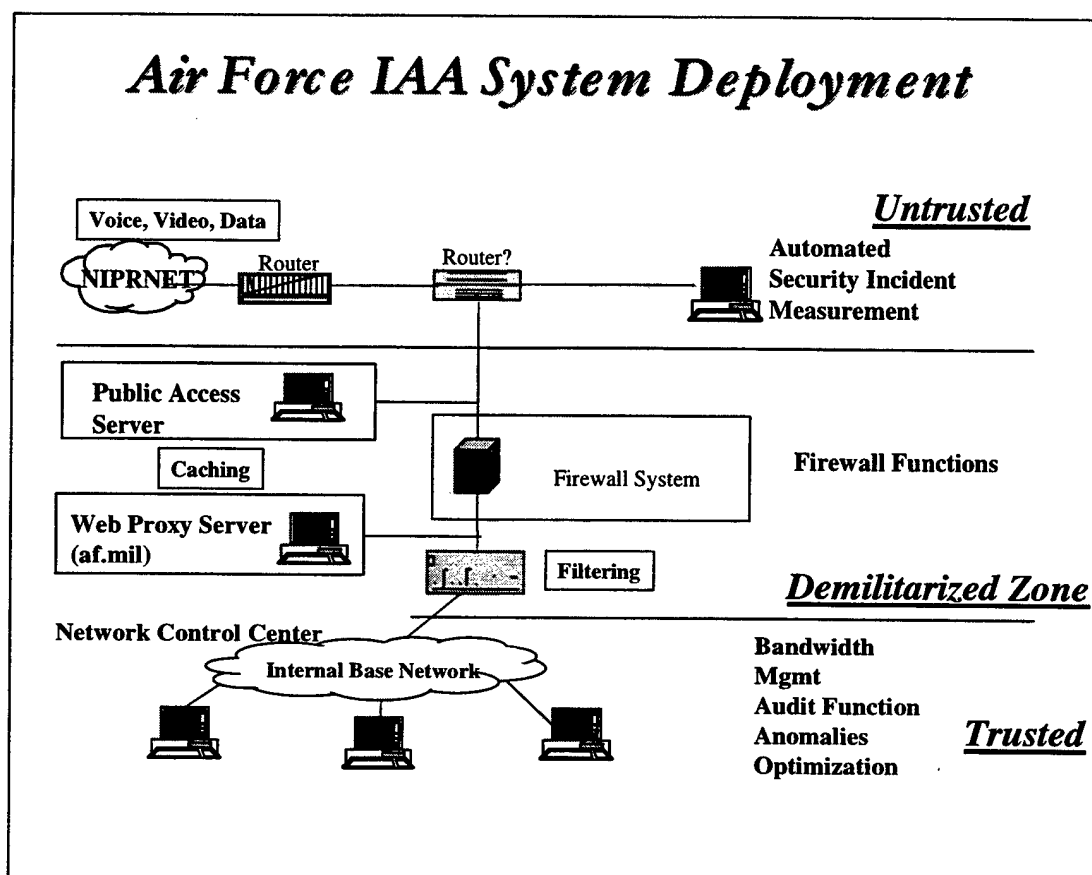 Air Force IAA System Deployment
Untrusted
Voice, Video, Data
NIPRNET
Router
Router?
Automated
Security Incident
Measurement
Public Access
Server
Caching
Firewall System
Firewall Functions
Web Proxy Server
(af.mil)
Filtering
Demilitarized Zone
Network Control Center
Internal Base Network
Bandwidth
Mgmt
Audit Function
Anomalies
Optimization
Trusted